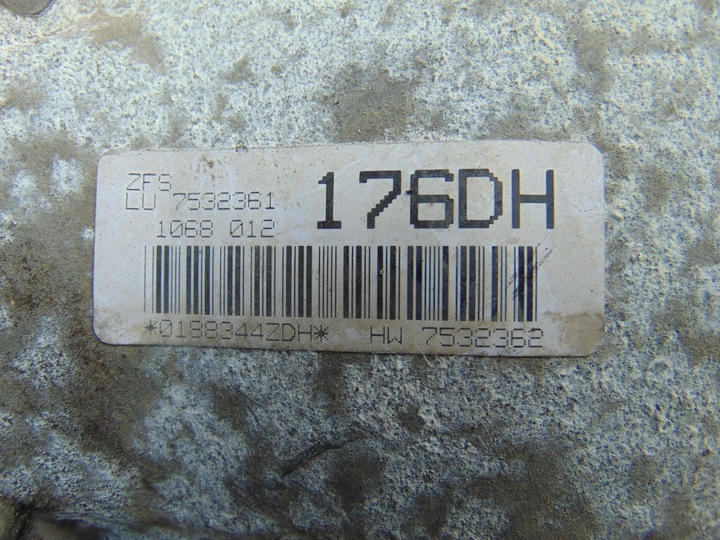 ZFS
LU 7532361
1068 012
176DH
*0188344ZDH* HW 7532362